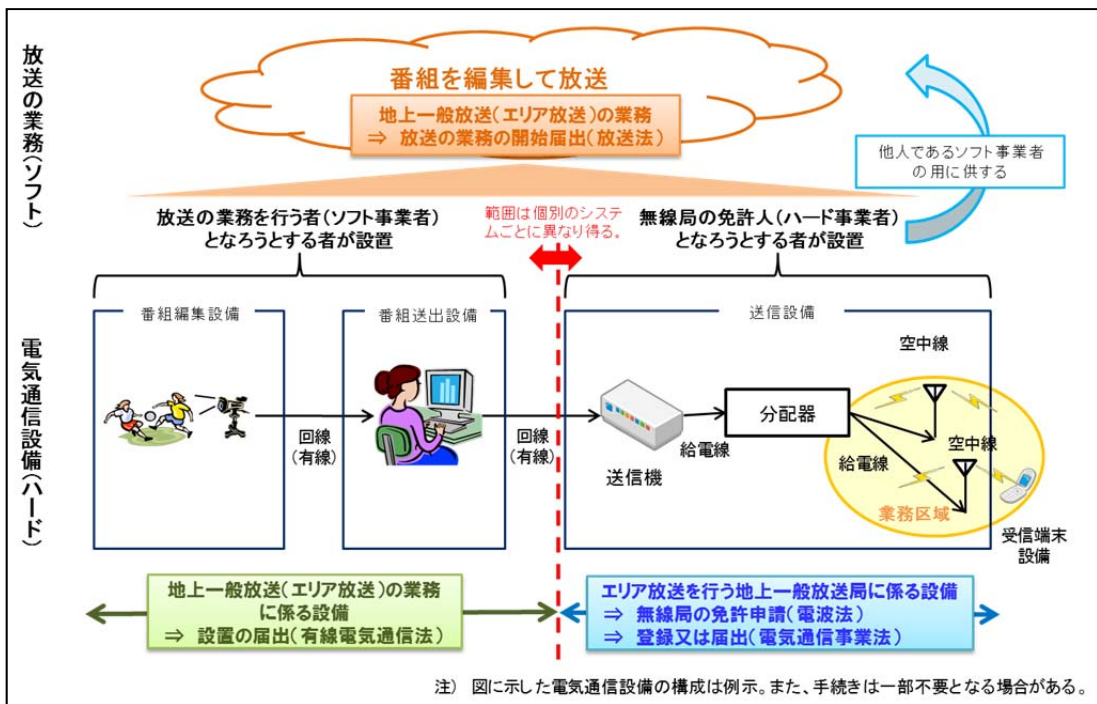 放送の業務(ソフト)
番組を編集して放送
地上一般放送(エリア放送)の業務
⇒ 放送の業務の開始届出(放送法)
他人であるソフト事業者
の用に供する
放送の業務を行う者(ソフト事業者)
となろうとする者が設置
範囲は個別のシステ
ムごとに異なり得る。
無線局の免許人(ハード事業者)
となろうとする者が設置
電気通信設備(ハード)
番組編集設備
番組送出設備
送信設備
回線
(有線)
回線
(有線)
送信機
給電線
分配器
空中線
空中線
給電線
業務区域
受信端末
設備
地上一般放送(エリア放送)の業務
に係る設備
⇒ 設置の届出(有線電気通信法)
エリア放送を行う地上一般放送局に係る設備
⇒ 無線局の免許申請(電波法)
⇒ 登録又は届出(電気通信事業法)
注) 図に示した電気通信設備の構成は例示。また、手続きは一部不要となる場合がある。